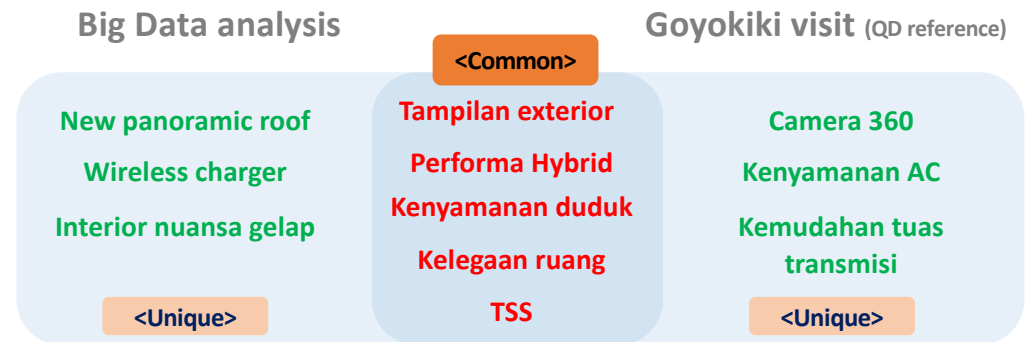 Big Data analysis
Goyokiki visit (QD reference)
<Common>
New panoramic roof
Wireless charger
Interior nuansa gelap
<Unique>
Tampilan exterior
Performa Hybrid
Kenyamanan duduk
Kelegaan ruang
TSS
Camera 360
Kenyamanan AC
Kemudahan tuas
transmisi
<Unique>